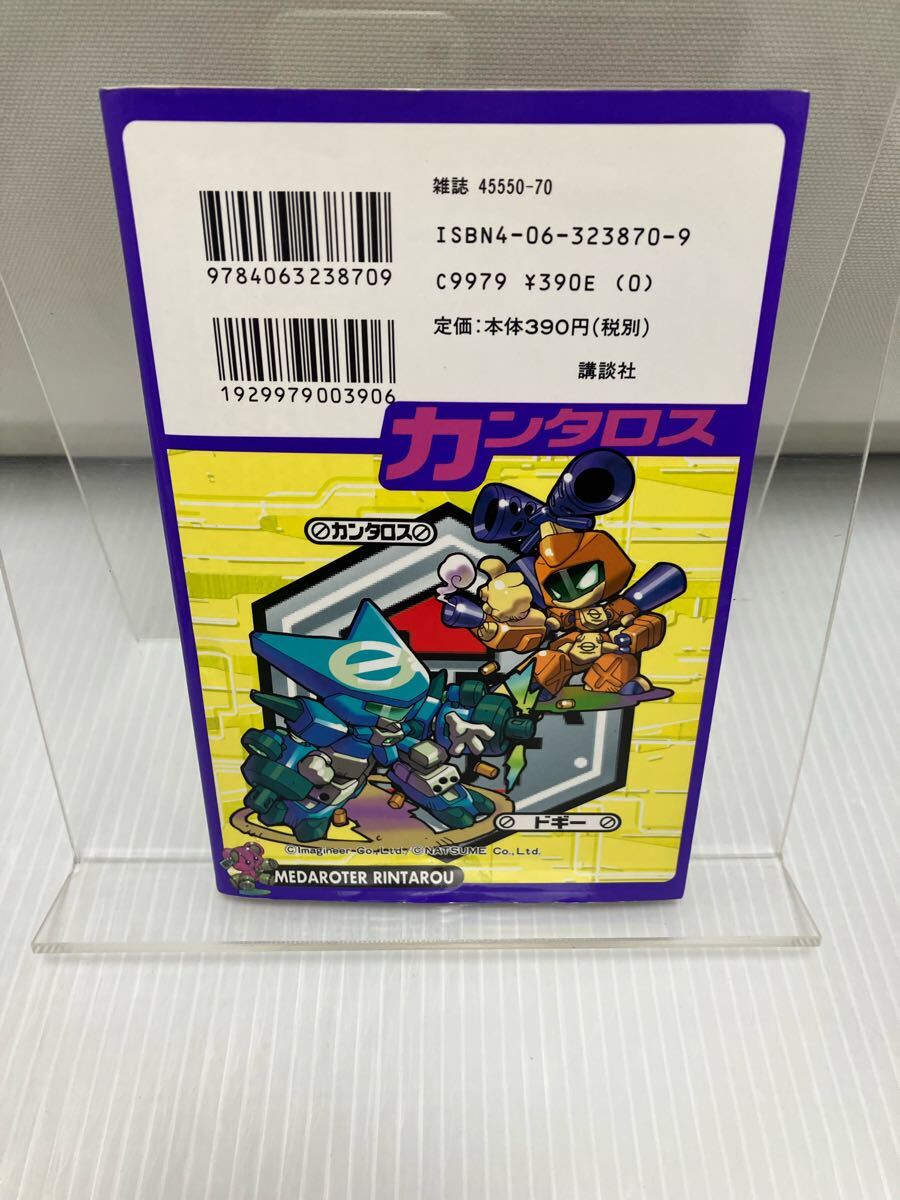 雑誌 45550-70
ISBN4-06-323870-9
9784063238709
C9979 ¥390E (0)
定価：本体390円(税別)
1929979003906
講談社
カンタロス
カンタロス
ドギー
©Imagineer Co.,Ltd./©NATSUME Co.,Ltd.
MEDAROTER RINTAROU